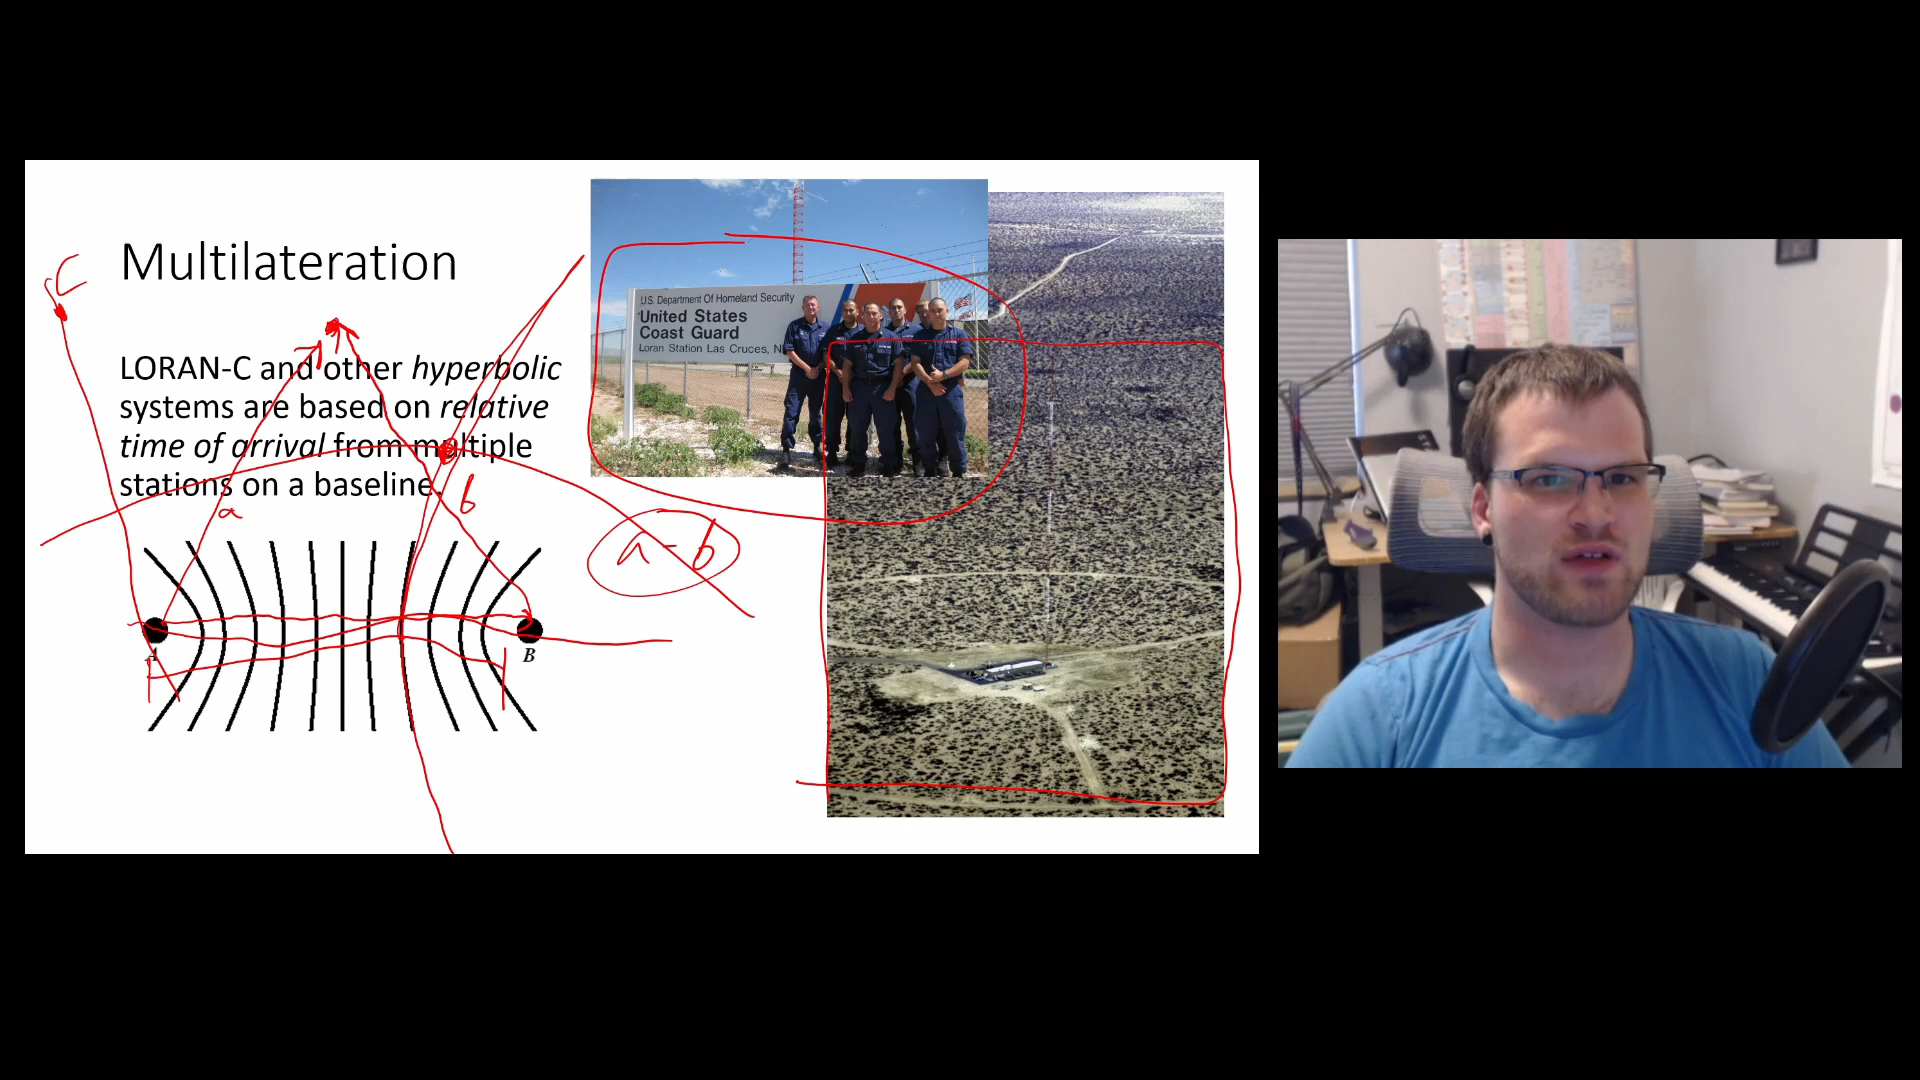 Multilateration
LORAN-C and other hyperbolic
systems are based on relative
time of arrival from multiple
stations on a baseline.
C
a
b
a-b
A
B
U.S. Department Of Homeland Security
United States
Coast Guard
Loran Station Las Cruces,